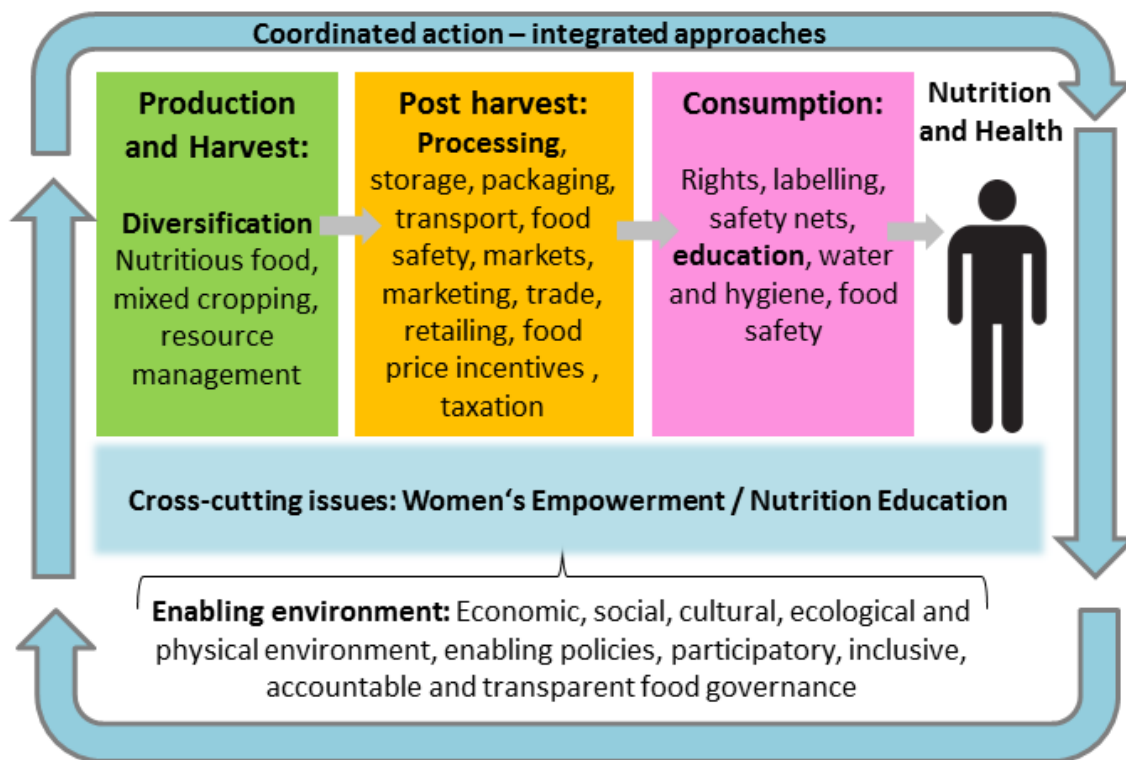 Coordinated action – integrated approaches
Production
and Harvest:
Diversification
Nutritious food,
mixed cropping,
resource
management
Post harvest:
Processing,
storage, packaging,
transport, food
safety, markets,
marketing, trade,
retailing, food
price incentives ,
taxation
Consumption:
Rights, labelling,
safety nets,
education, water
and hygiene, food
safety
Nutrition
and Health
Cross-cutting issues: Women‘s Empowerment / Nutrition Education
Enabling environment: Economic, social, cultural, ecological and
physical environment, enabling policies, participatory, inclusive,
accountable and transparent food governance